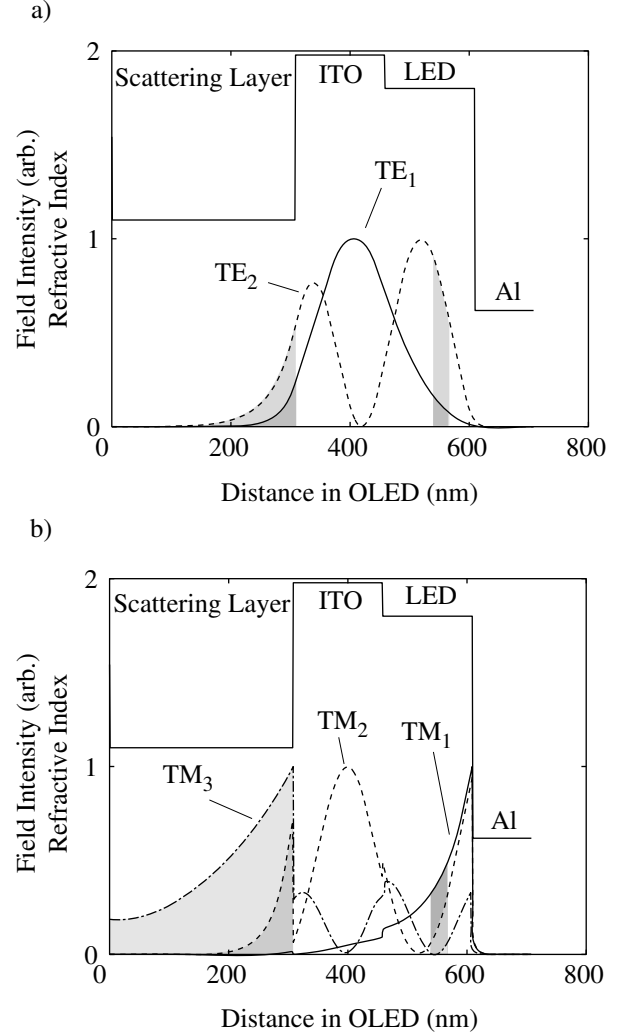 a)
Field Intensity (arb.)
Refractive Index
2
1
0
Scattering Layer
ITO
LED
TE1
TE2
Al
0 200 400 600 800
Distance in OLED (nm)
b)
Field Intensity (arb.)
Refractive Index
2
1
0
Scattering Layer
ITO
LED
TM2
TM1
TM3
Al
0 200 400 600 800
Distance in OLED (nm)